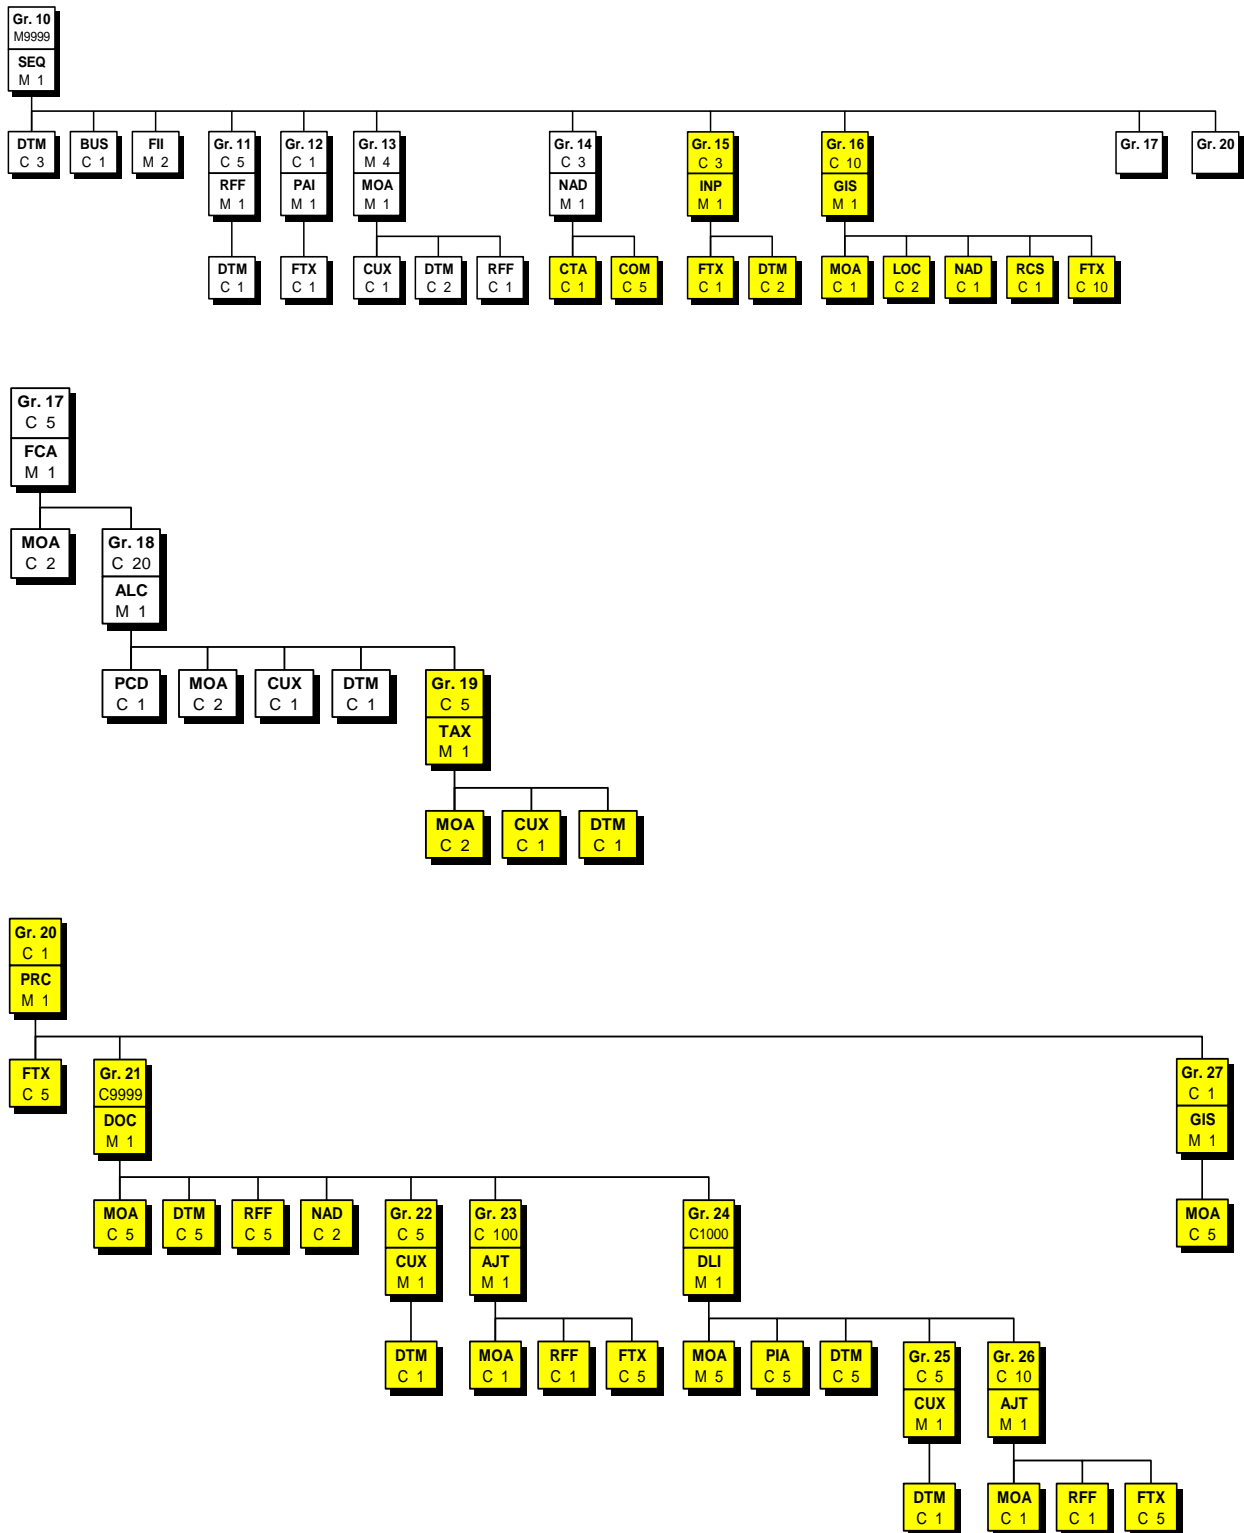 Gr. 10
M9999
SEQ
M 1
DTM
C 3
BUS
C 1
FII
M 2
Gr. 11
C 5
RFF
M 1
Gr. 12
C 1
PAI
M 1
Gr. 13
M 4
MOA
M 1
Gr. 14
C 3
NAD
M 1
Gr. 15
C 3
INP
M 1
Gr. 16
C 10
GIS
M 1
Gr. 17
Gr. 20
DTM
C 1
FTX
C 1
CUX
C 1
DTM
C 2
RFF
C 1
CTA
C 1
COM
C 5
FTX
C 1
DTM
C 2
MOA
C 1
LOC
C 2
NAD
C 1
RCS
C 1
FTX
C 10
Gr. 17
C 5
FCA
M 1
MOA
C 2
Gr. 18
C 20
ALC
M 1
PCD
C 1
MOA
C 2
CUX
C 1
DTM
C 1
Gr. 19
C 5
TAX
M 1
MOA
C 2
CUX
C 1
DTM
C 1
Gr. 20
C 1
PRC
M 1
FTX
C 5
Gr. 21
C9999
DOC
M 1
Gr. 27
C 1
GIS
M 1
MOA
C 5
DTM
C 5
RFF
C 5
NAD
C 2
Gr. 22
C 5
CUX
M 1
Gr. 23
C 100
AJT
M 1
Gr. 24
C1000
DLI
M 1
MOA
C 5
DTM
C 1
MOA
C 1
RFF
C 1
FTX
C 5
MOA
M 5
PIA
C 5
DTM
C 5
Gr. 25
C 5
CUX
M 1
Gr. 26
C 10
AJT
M 1
DTM
C 1
MOA
C 1
RFF
C 1
FTX
C 5